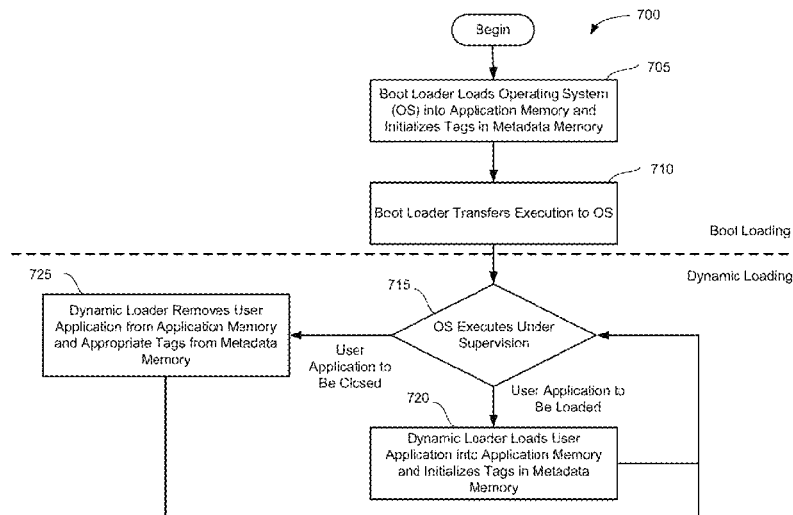 700
Begin
705
Boot Loader Loads Operating System
(OS) into Application Memory and
Initializes Tags in Metadata Memory
710
Boot Loader Transfers Execution to OS
Boot Loading
Dynamic Loading
725
Dynamic Loader Removes User
Application from Application Memory
and Appropriate Tags from Metadata
Memory
715
OS Executes Under
Supervision
User
Application to
Be Closed
User Application to
Be Loaded
720
Dynamic Loader Loads User
Application into Application Memory
and Initializes Tags in Metadata
Memory